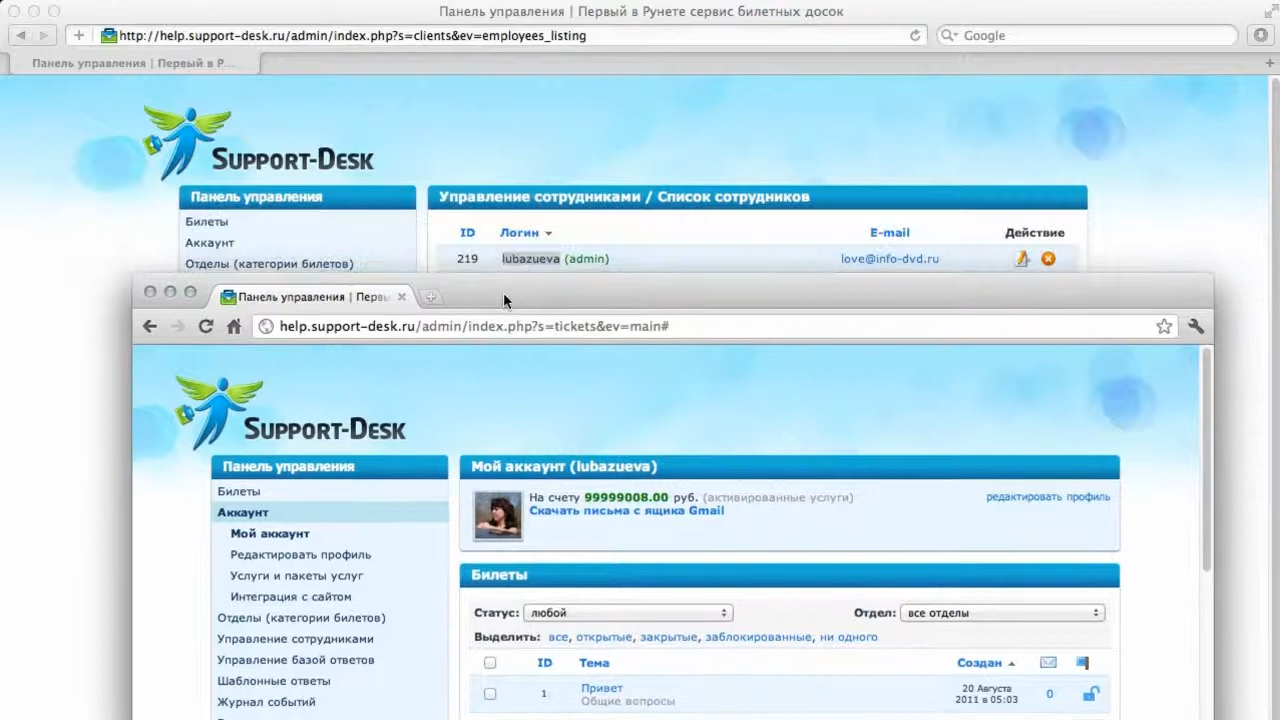 Панель управления | Первый в Рунете сервис билетных досок
http://help.support-desk.ru/admin/index.php?s=clients&ev=employees_listing
Google
Панель управления | Первый в Р...
Support-Desk
Панель управления
Управление сотрудниками / Список сотрудников
Билеты
ID Логин E-mail Действие
Аккаунт
219 lubazueva (admin) love@info-dvd.ru
Отделы (категории билетов)
Панель управления | Первы
help.support-desk.ru/admin/index.php?s=tickets&ev=main#
Support-Desk
Панель управления
Билеты
Аккаунт
Мой аккаунт
Редактировать профиль
Услуги и пакеты услуг
Интеграция с сайтом
Отделы (категории билетов)
Управление сотрудниками
Управление базой ответов
Шаблонные ответы
Журнал событий
Мой аккаунт (lubazueva)
На счету 99999008.00 руб. (активированные услуги)
редактировать профиль
Скачать письма с ящика Gmail
Билеты
Статус: любой
Отдел: все отделы
Выделить: все, открытые, закрытые, заблокированные, ни одного
ID Тема Создан
1 Привет
Общие вопросы
20 Августа
2011 в 05:03
0